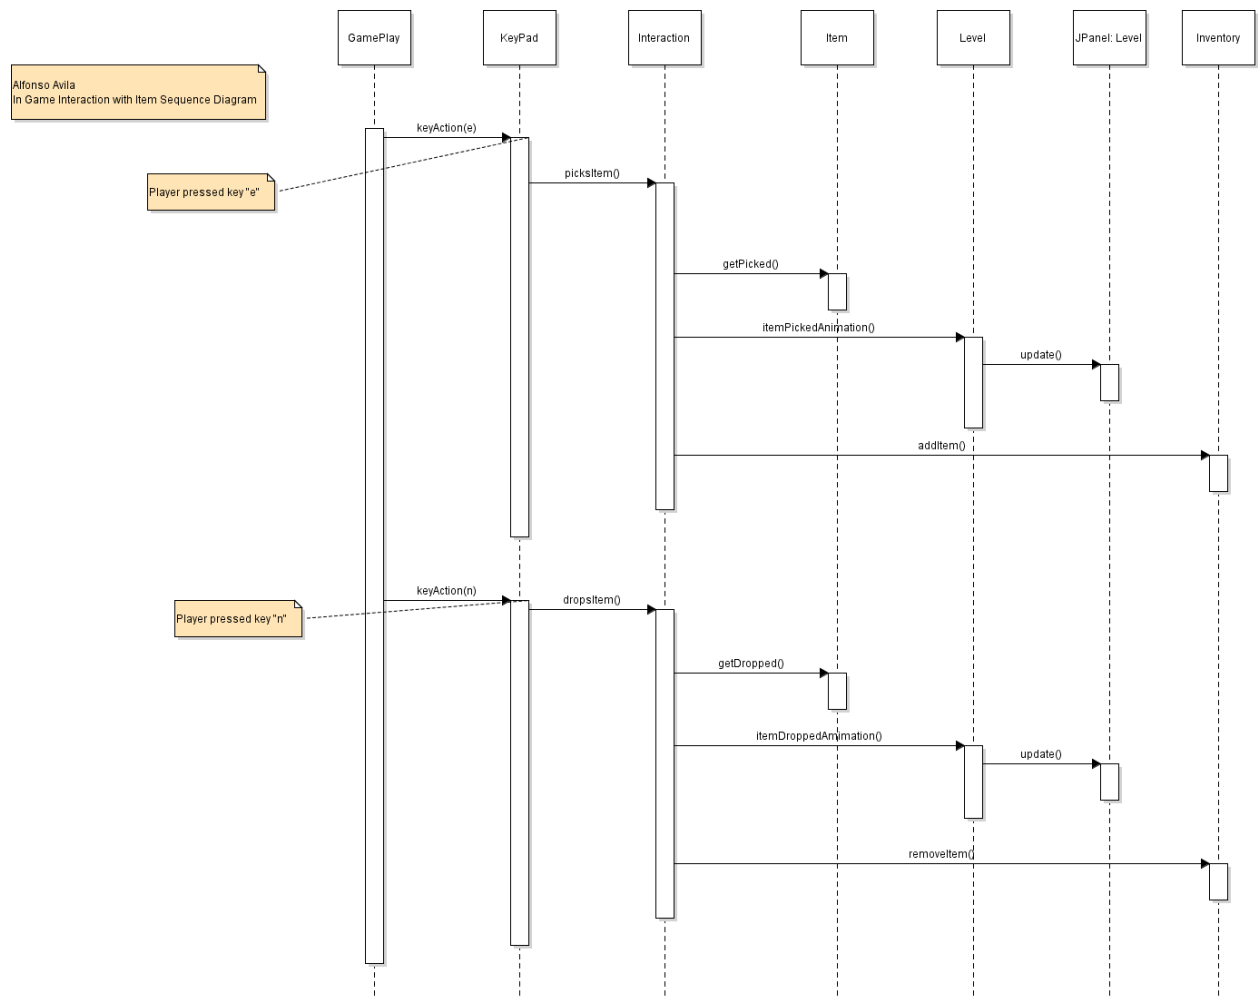 GamePlay
KeyPad
Interaction
Item
Level
JPanel: Level
Inventory
Alfonso Avila
In Game Interaction with Item Sequence Diagram
keyAction(e)
picksItem()
Player pressed key "e"
getPicked()
itemPickedAnimation()
update()
addItem()
keyAction(n)
dropsItem()
Player pressed key "n"
getDropped()
itemDroppedAmimation()
update()
removeItem()